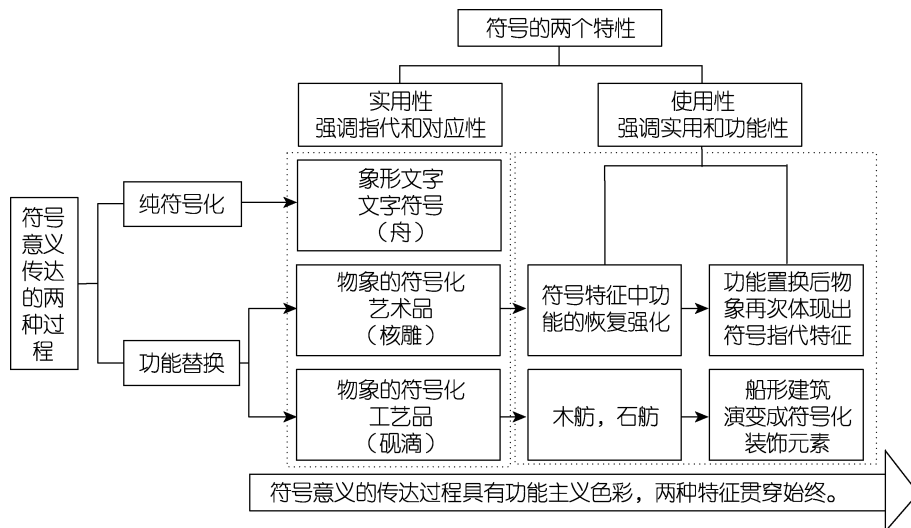 符号的两个特性
实用性
强调指代和对应性
使用性
强调实用和功能性
符号
意义
传达
的两
种过
程
纯符号化
象形文字
文字符号
（舟）
功能替换
物象的符号化
艺术品
（核雕）
符号特征中功
能的恢复强化
功能置换后物
象再次体现出
符号指代特征
物象的符号化
工艺品
（砚滴）
木舫，石舫
船形建筑
演变成符号化
装饰元素
符号意义的传达过程具有功能主义色彩，两种特征贯穿始终。